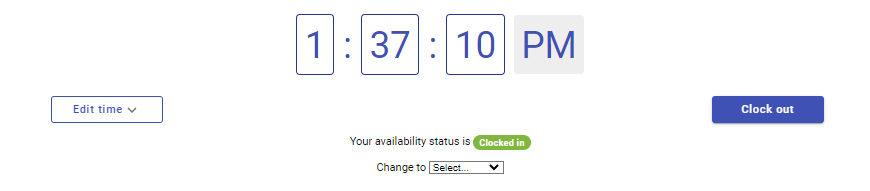 1 : 37 : 10 PM
Edit time
Clock out
Your availability status is Clocked in
Change to Select...